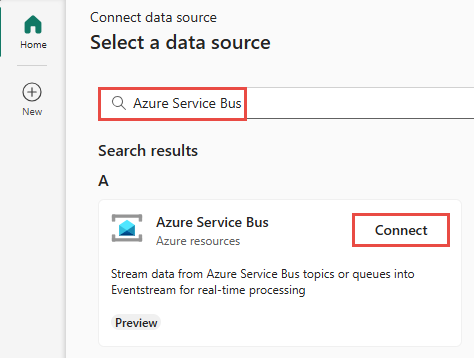 Connect data source
Home
Select a data source
New
Azure Service Bus
Search results
A
Azure Service Bus
Azure resources
Connect
Stream data from Azure Service Bus topics or queues into
Eventstream for real-time processing
Preview